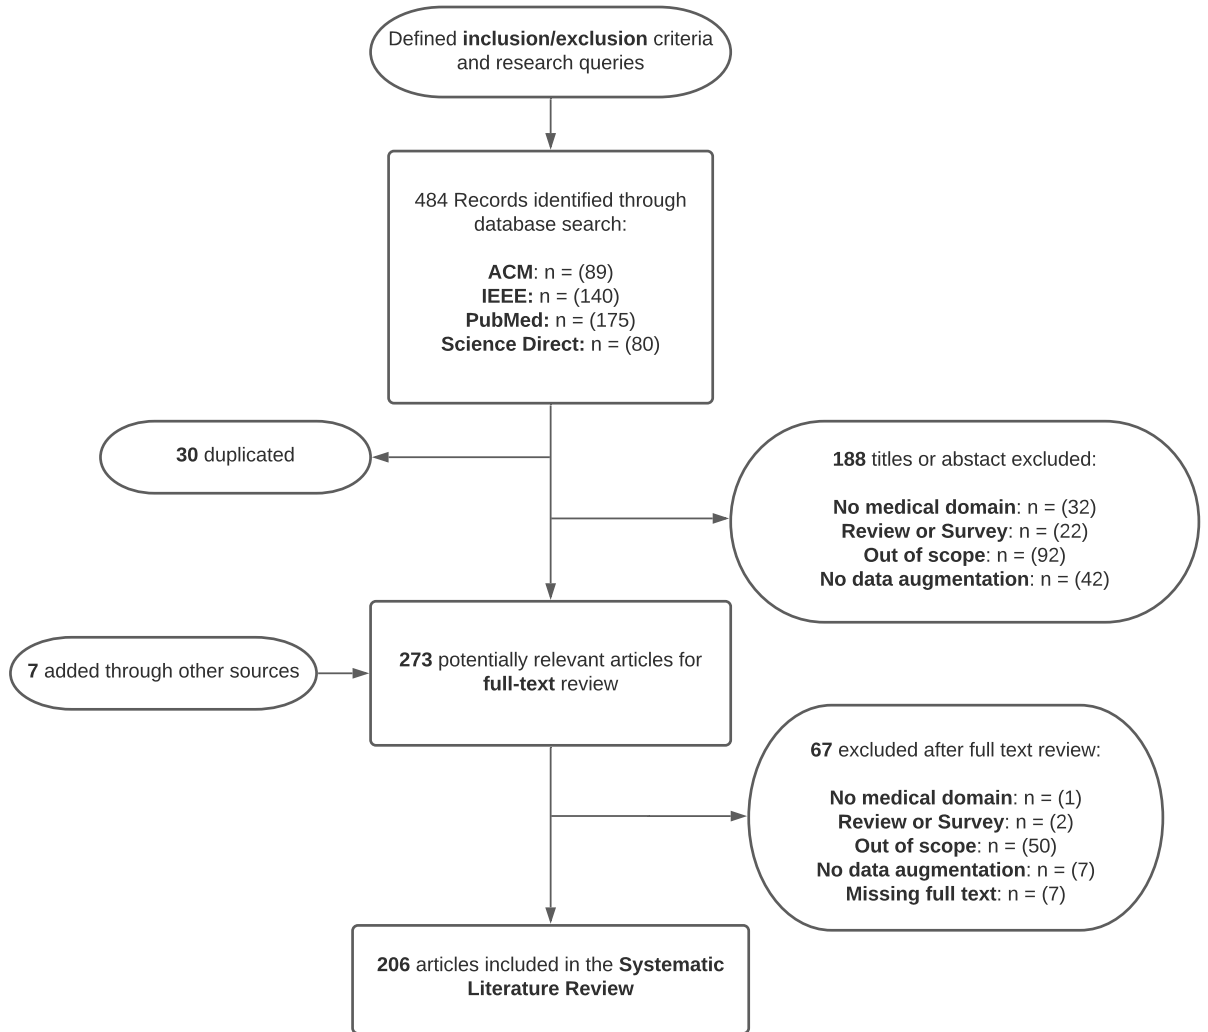 Defined inclusion/exclusion criteria
and research queries
484 Records identified through
database search:
ACM: n = (89)
IEEE: n = (140)
PubMed: n = (175)
Science Direct: n = (80)
30 duplicated
188 titles or abstact excluded:
No medical domain: n = (32)
Review or Survey: n = (22)
Out of scope: n = (92)
No data augmentation: n = (42)
7 added through other sources
273 potentially relevant articles for
full-text review
67 excluded after full text review:
No medical domain: n = (1)
Review or Survey: n = (2)
Out of scope: n = (50)
No data augmentation: n = (7)
Missing full text: n = (7)
206 articles included in the Systematic
Literature Review